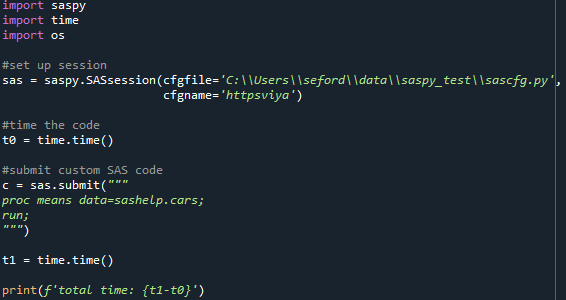 import saspy
import time
import os
#set up session
sas = saspy.SASsession(cfgfile='C:\\Users\\seford\\data\\saspy_test\\sascfg.py',
cfgname='httpsviya')
#time the code
t0 = time.time()
#submit custom SAS code
c = sas.submit("""
proc means data=sashelp.cars;
run;
""")
t1 = time.time()
print(f'total time: {t1-t0}')